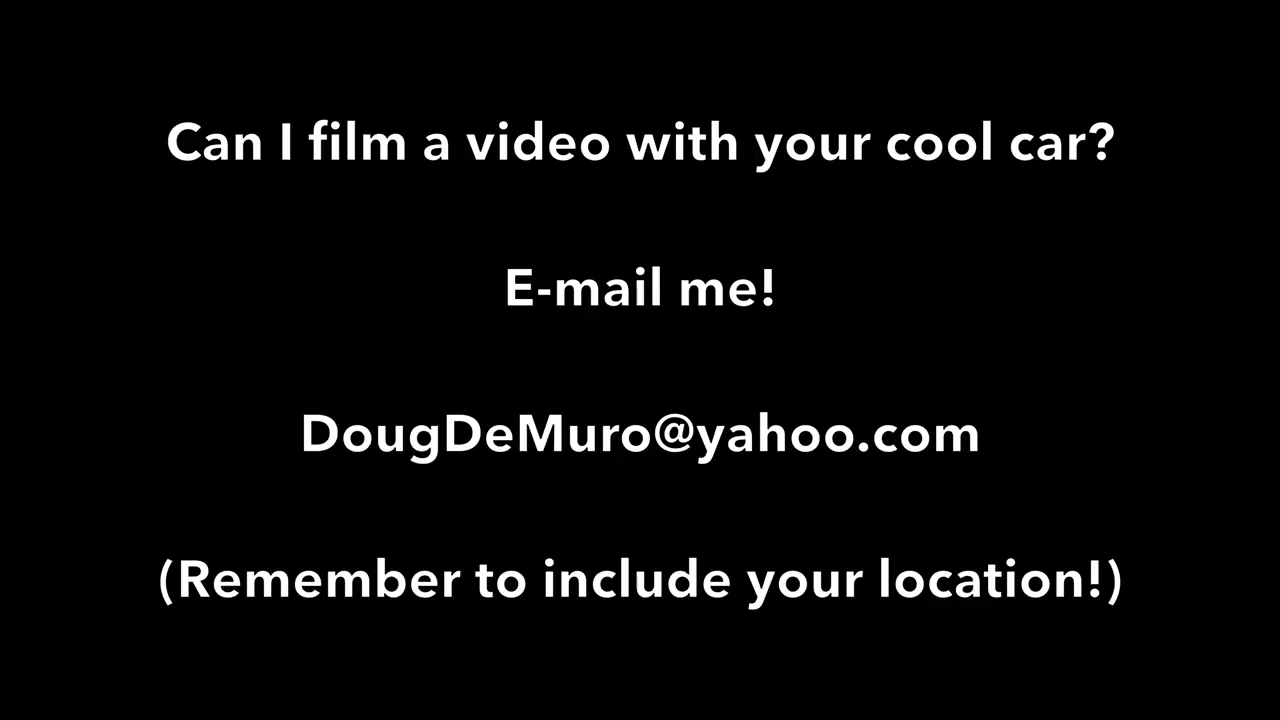 Can I film a video with your cool car?
E-mail me!
DougDeMuro@yahoo.com
(Remember to include your location!)